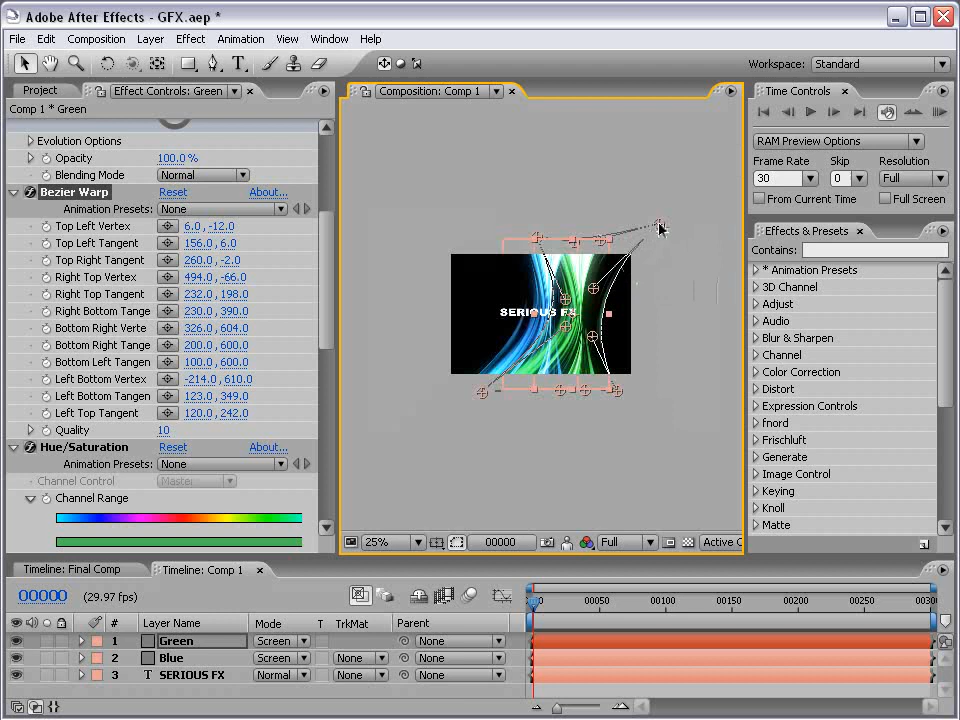 Adobe After Effects - GFX.aep *
File Edit Composition Layer Effect Animation View Window Help
T Workspace: Standard
Project Effect Controls: Green Composition: Comp 1 Time Controls
Comp 1 * Green
Evolution Options
Opacity 100.0 %
Blending Mode Normal
Bezier Warp Reset About...
Animation Presets: None
Top Left Vertex 6.0, -12.0
Top Left Tangent 156.0, 6.0
Top Right Tangent 260.0, -2.0
Right Top Vertex 494.0, -66.0
Right Top Tangent 232.0, 198.0
Right Bottom Tange 230.0, 390.0
Bottom Right Verte 326.0, 604.0
Bottom Right Tange 200.0, 600.0
Bottom Left Tangen 100.0, 600.0
Left Bottom Vertex -214.0, 610.0
Left Bottom Tangen 123.0, 349.0
Left Top Tangent 120.0, 242.0
Quality 10
Hue/Saturation Reset About...
Animation Presets: None
Channel Control Master
Channel Range
SERIOUS FX
25% 00000 Full Active C
RAM Preview Options
Frame Rate Skip Resolution
30 0 Full
From Current Time Full Screen
Effects & Presets
Contains:
* Animation Presets
3D Channel
Adjust
Audio
Blur & Sharpen
Channel
Color Correction
Distort
Expression Controls
fnord
Frischluft
Generate
Image Control
Keying
Knoll
Matte
Timeline: Final Comp Timeline: Comp 1
00000 (29.97 fps)
00050 00100 00150 00200 00250
# Layer Name Mode T TrkMat Parent
1 Green Screen None
2 Blue Screen None None
3 T SERIOUS FX Normal None None